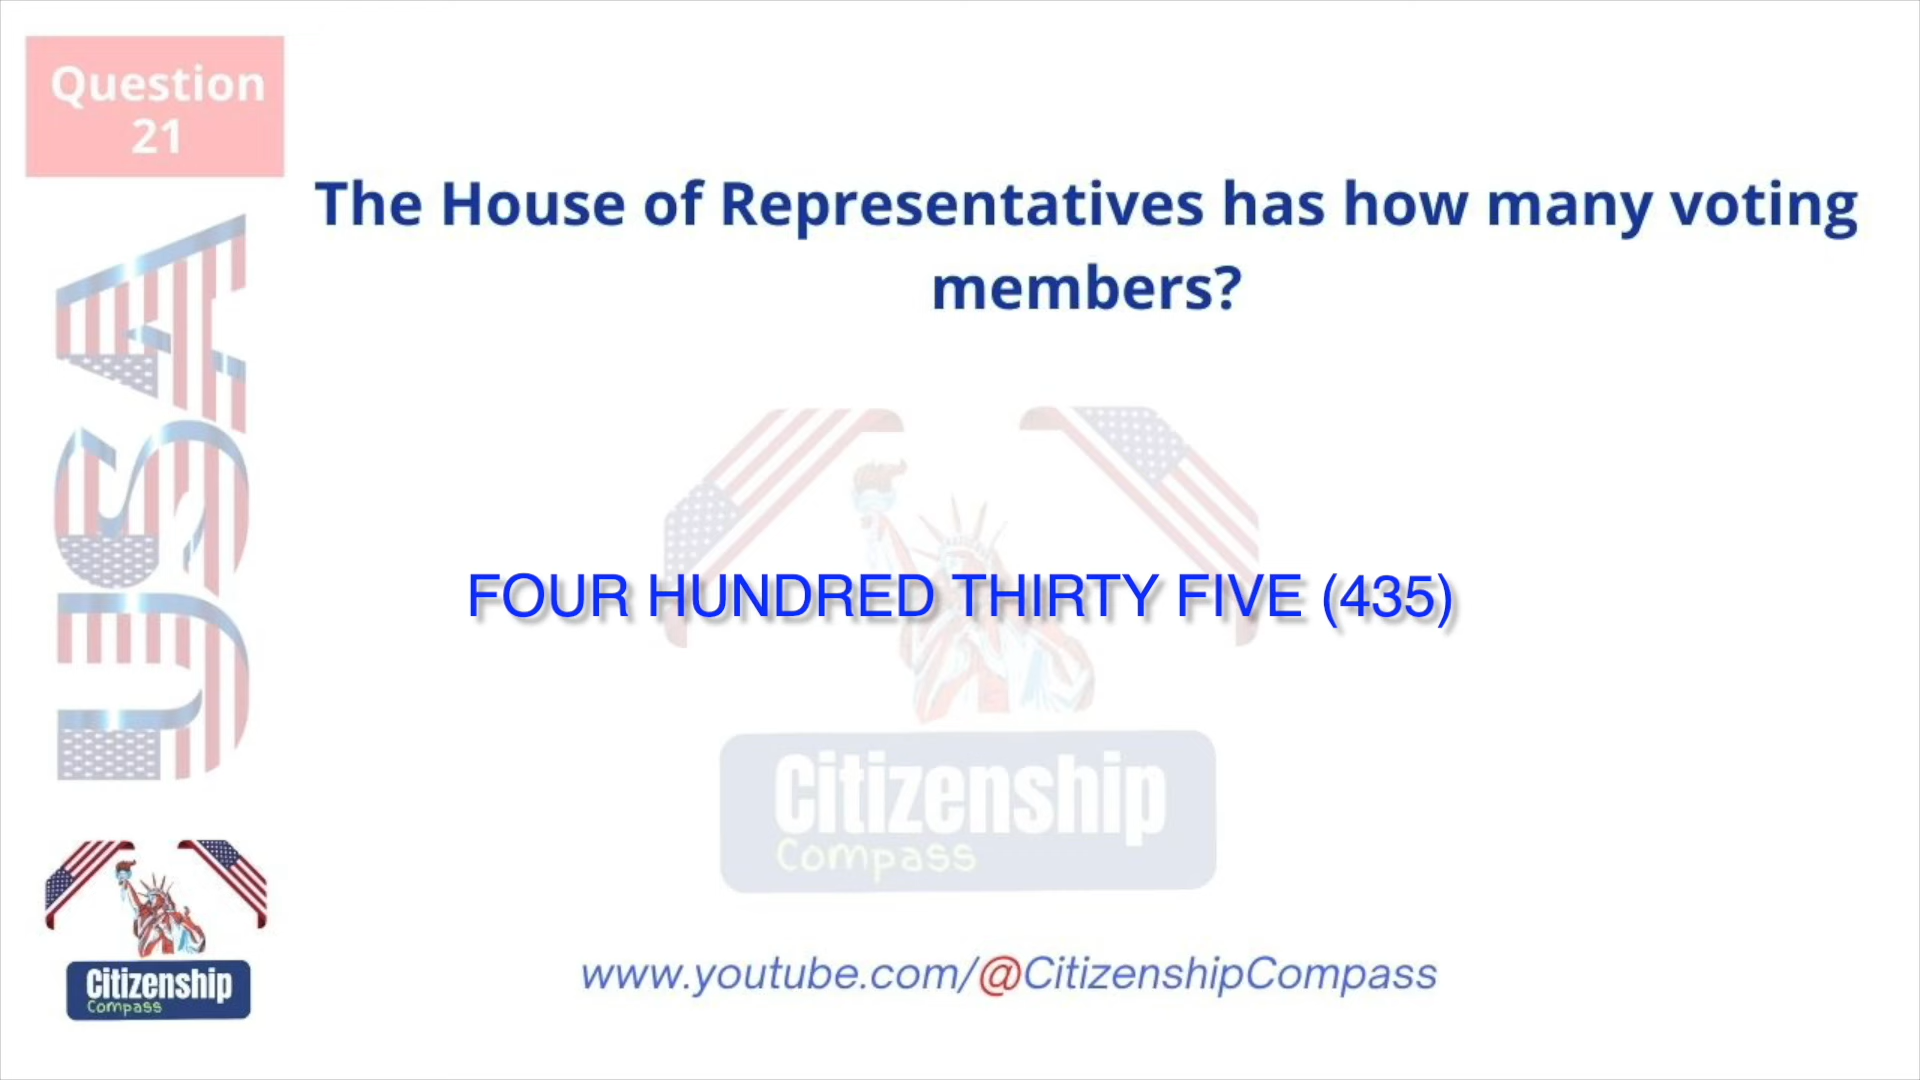 Question
21
The House of Representatives has how many voting
members?
FOUR HUNDRED THIRTY FIVE (435)
USA
Citizenship
Compass
Citizenship
Compass
www.youtube.com/@CitizenshipCompass